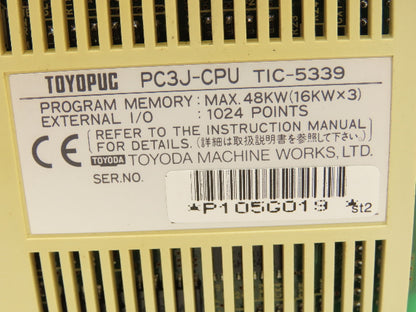 TOYOPUC PC3J-CPU TIC-5339
PROGRAM MEMORY : MAX. 48KW(16KW×3)
EXTERNAL I/O : 1024 POINTS
CE (REFER TO THE INSTRUCTION MANUAL
FOR DETAILS. (詳細は取扱説明書を参照して下さい))
TOYODA TOYODA MACHINE WORKS, LTD.
SER.NO.
*P105G019* st2